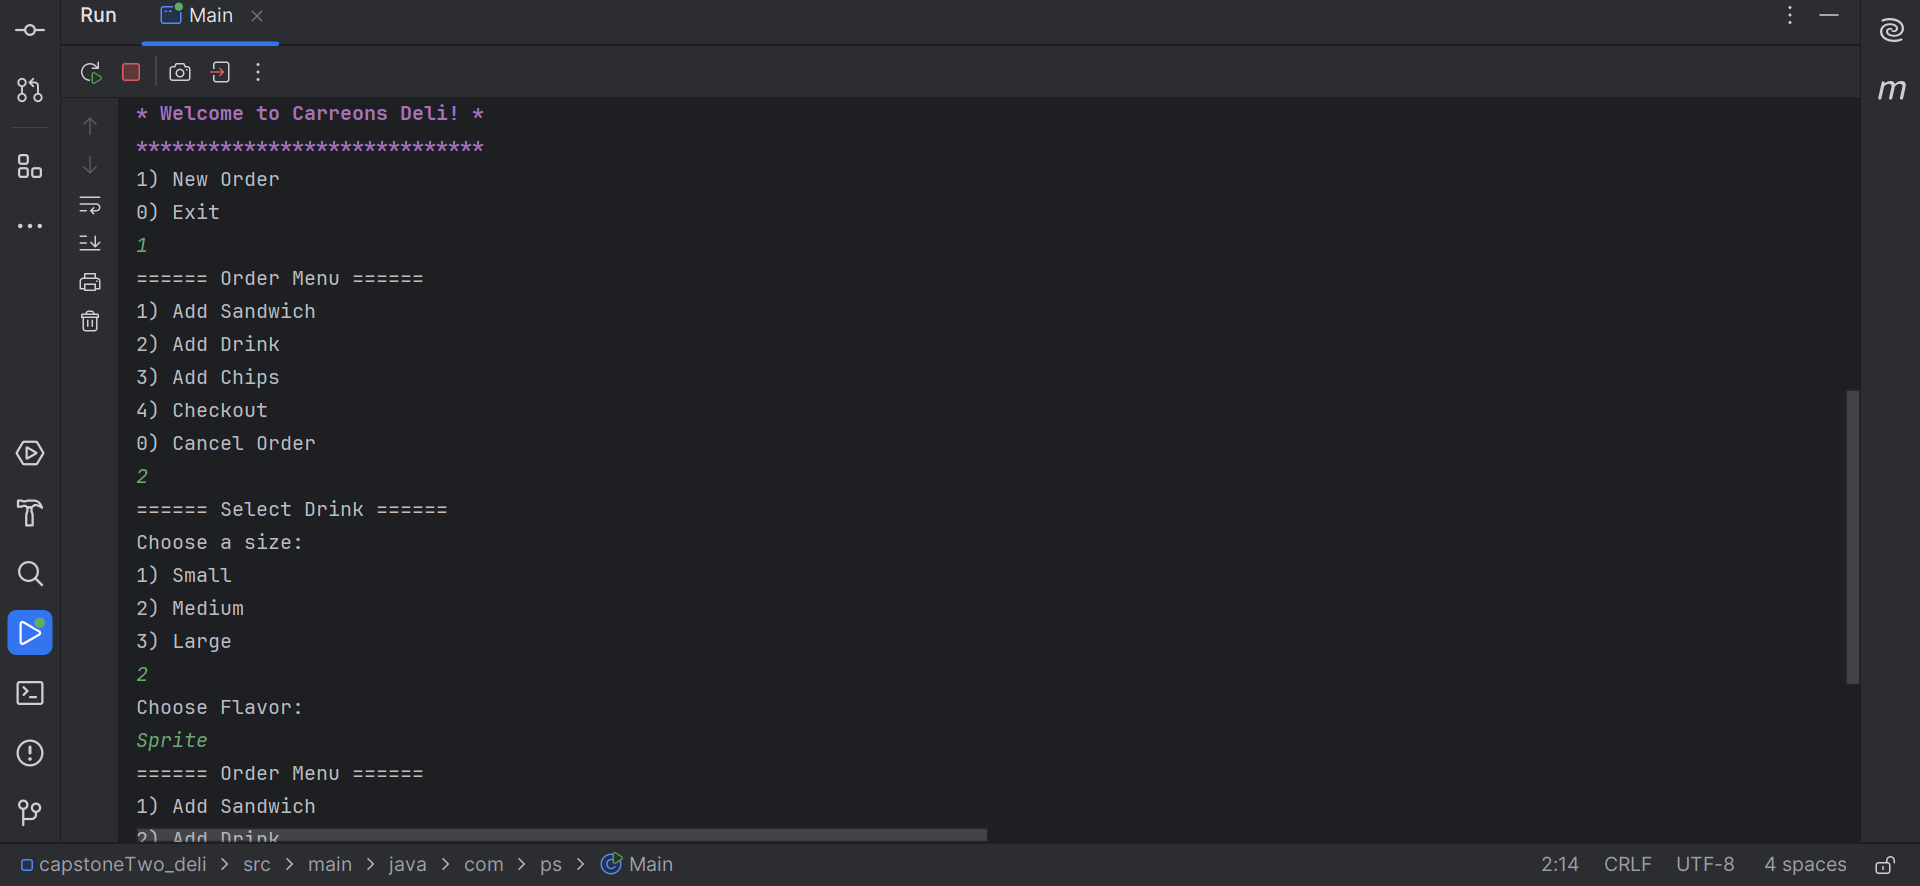 Run Main
* Welcome to Carreons Deli! *
*****************************
1) New Order
0) Exit
1
====== Order Menu ======
1) Add Sandwich
2) Add Drink
3) Add Chips
4) Checkout
0) Cancel Order
2
====== Select Drink ======
Choose a size:
1) Small
2) Medium
3) Large
2
Choose Flavor:
Sprite
====== Order Menu ======
1) Add Sandwich
2) Add Drink
capstoneTwo_deli > src > main > java > com > ps > Main 2:14 CRLF UTF-8 4 spaces
m